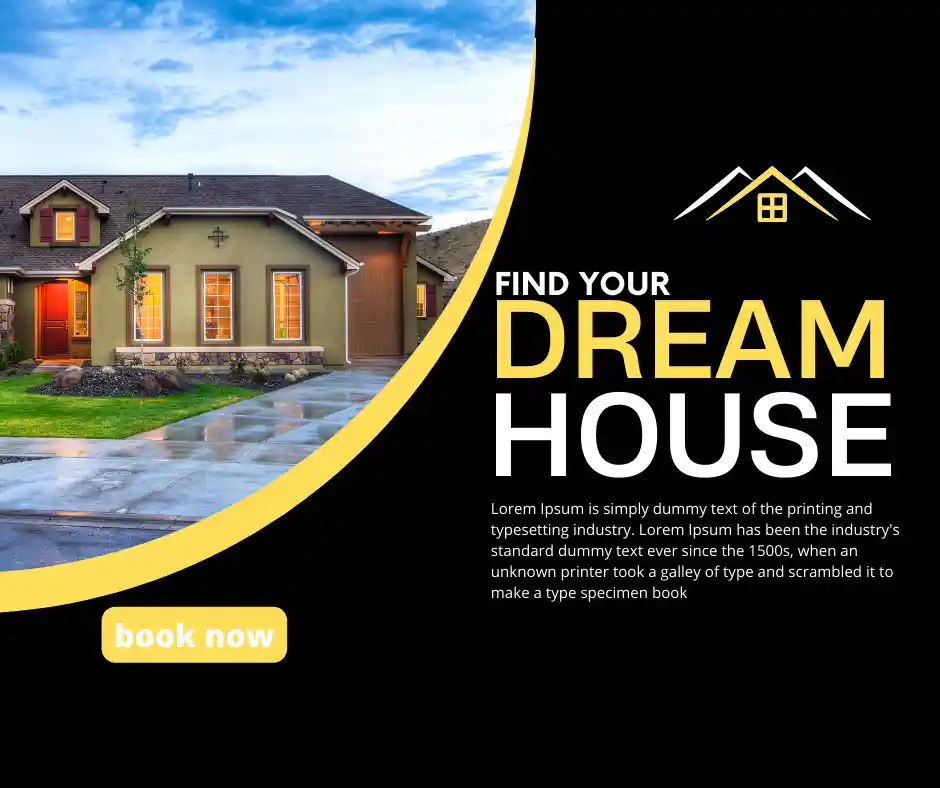 FIND YOUR
DREAM
HOUSE
Lorem Ipsum is simply dummy text of the printing and
typesetting industry. Lorem Ipsum has been the industry's
standard dummy text ever since the 1500s, when an
unknown printer took a galley of type and scrambled it to
make a type specimen book
book now